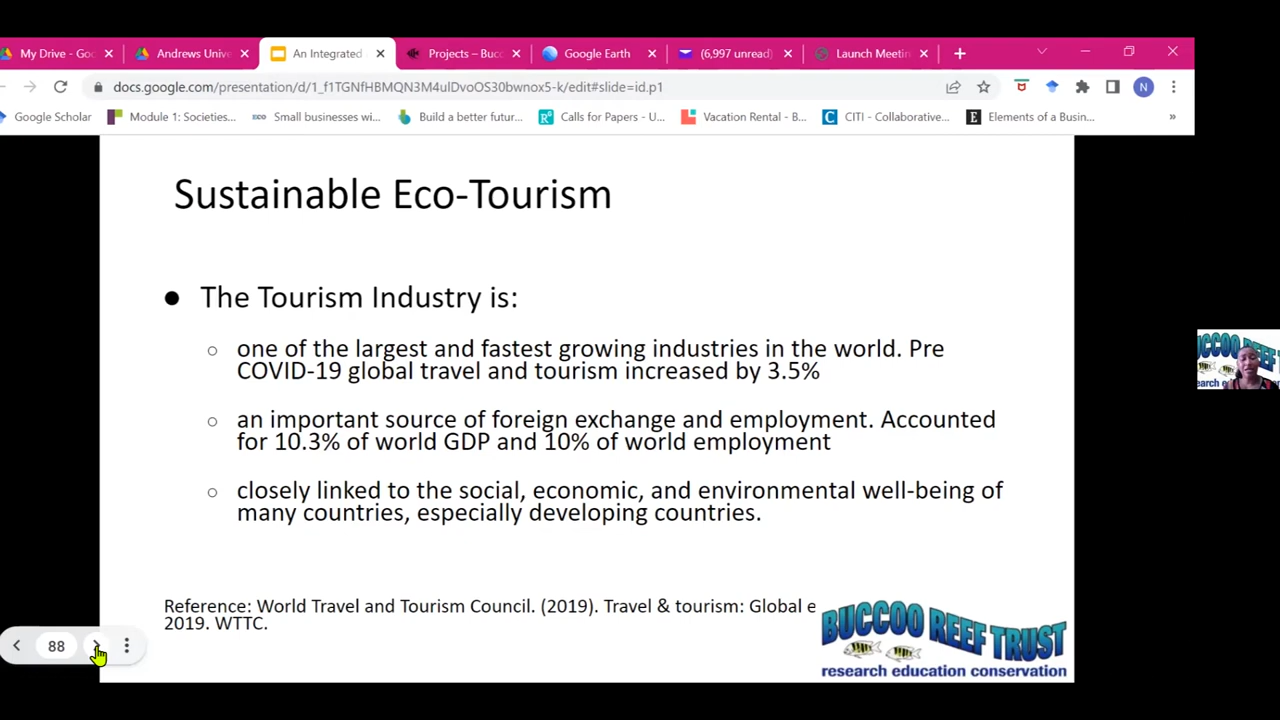 My Drive - Goo
Andrews Unive
An Integrated
Projects – Bucc
Google Earth
(6,997 unread)
Launch Meetin
docs.google.com/presentation/d/1_f1TGNfHBMQN3M4ulDvoOS30bwnox5-k/edit#slide=id.p1
N
Google Scholar
Module 1: Societies...
ECO Small businesses wi...
Build a better futur...
Calls for Papers - U...
Vacation Rental - B...
C CITI - Collaborative...
E Elements of a Busin...
»
Sustainable Eco-Tourism
● The Tourism Industry is:
○ one of the largest and fastest growing industries in the world. Pre
COVID-19 global travel and tourism increased by 3.5%
○ an important source of foreign exchange and employment. Accounted
for 10.3% of world GDP and 10% of world employment
○ closely linked to the social, economic, and environmental well-being of
many countries, especially developing countries.
Reference: World Travel and Tourism Council. (2019). Travel & tourism: Global e
2019. WTTC.
BUCCOO REEF TRUST
research education conservation
88